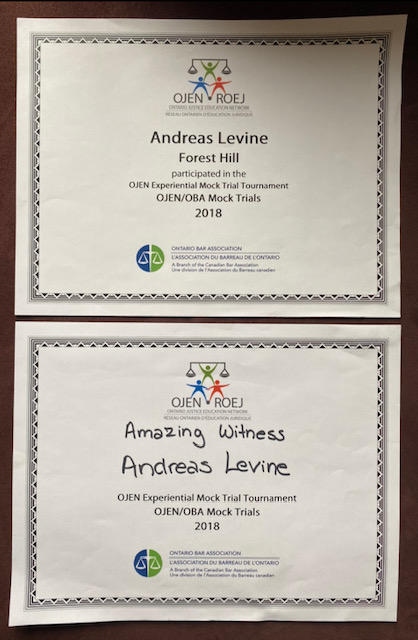 OJEN ROEJ
ONTARIO JUSTICE EDUCATION NETWORK
RÉSEAU ONTARIEN D'ÉDUCATION JURIDIQUE
Andreas Levine
Forest Hill
participated in the
OJEN Experiential Mock Trial Tournament
OJEN/OBA Mock Trials
2018
ONTARIO BAR ASSOCIATION
L'ASSOCIATION DU BARREAU DE L'ONTARIO
A Branch of the Canadian Bar Association
Une division de l'Association du Barreau canadien
OJEN ROEJ
ONTARIO JUSTICE EDUCATION NETWORK
RÉSEAU ONTARIEN D'ÉDUCATION JURIDIQUE
Amazing Witness
Andreas Levine
OJEN Experiential Mock Trial Tournament
OJEN/OBA Mock Trials
2018
ONTARIO BAR ASSOCIATION
L'ASSOCIATION DU BARREAU DE L'ONTARIO
A Branch of the Canadian Bar Association
Une division de l'Association du Barreau canadien